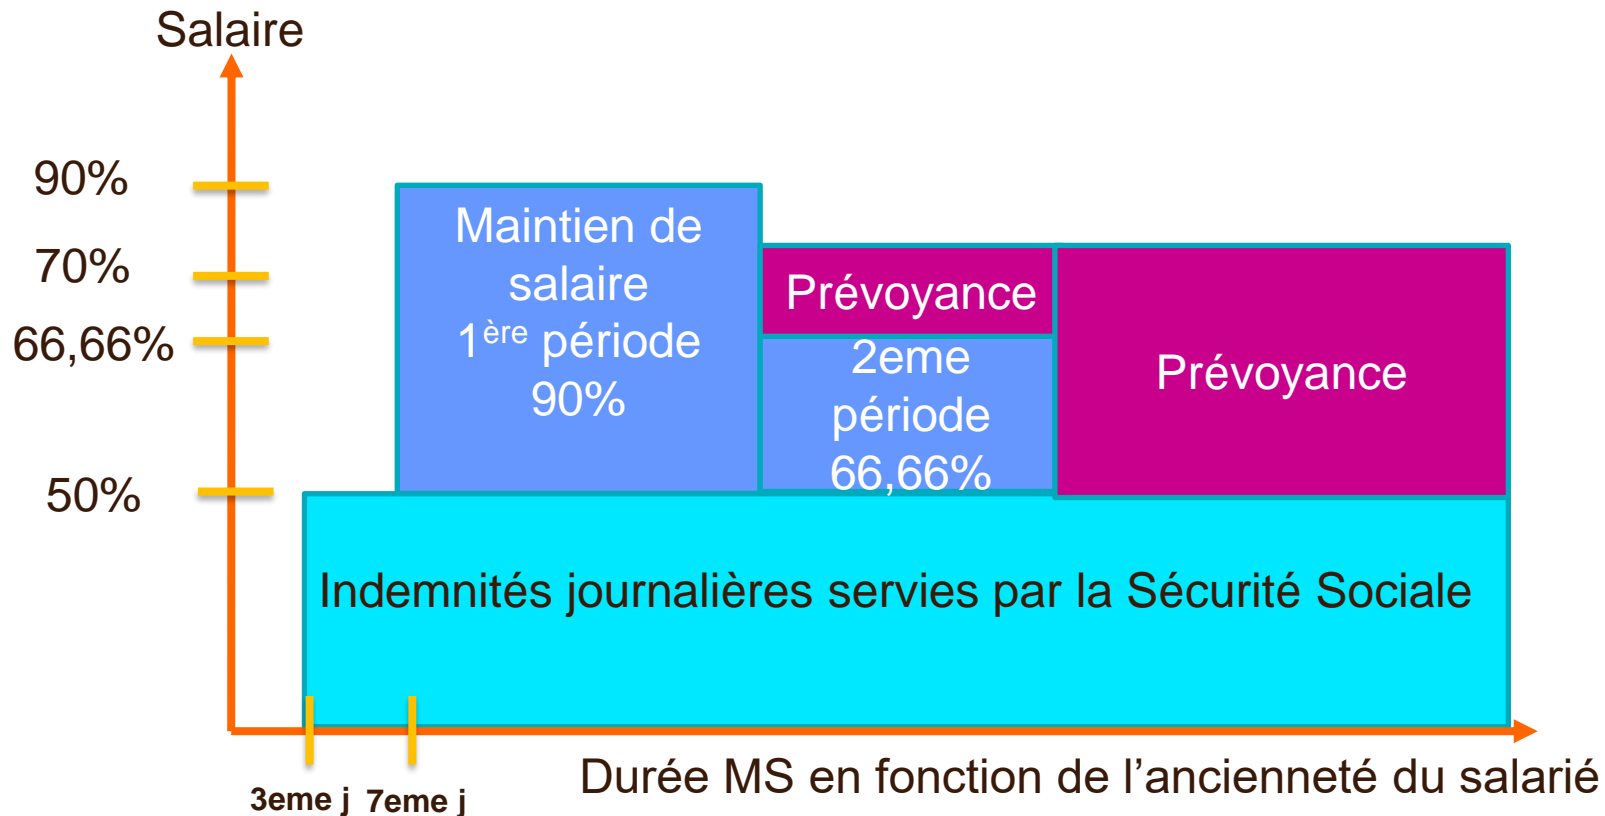 Salaire
90%
70%
66,66%
50%
Maintien de
salaire
1ère période
90%
Prévoyance
2eme
période
66,66%
Prévoyance
Indemnités journalières servies par la Sécurité Sociale
3eme j
7eme j
Durée MS en fonction de l’ancienneté du salarié